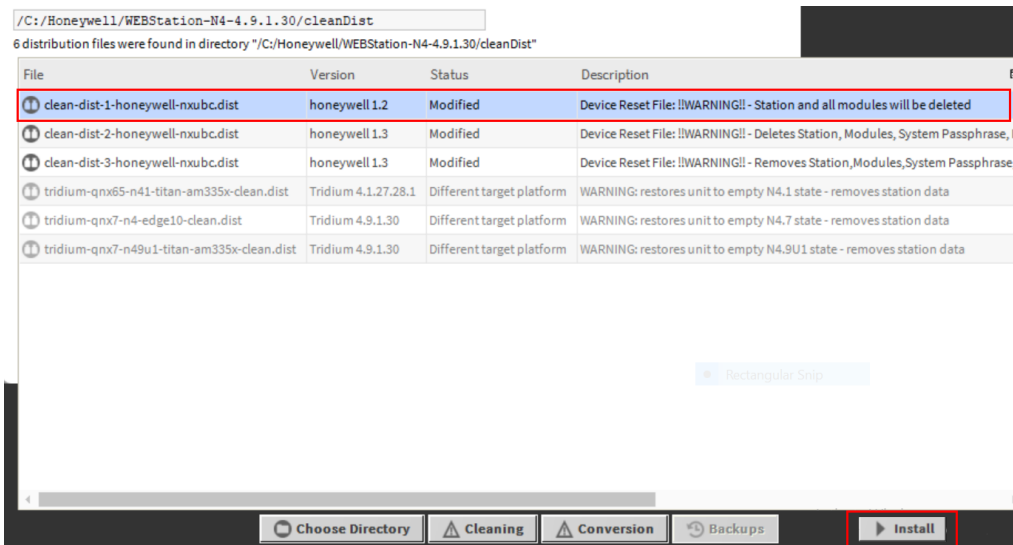 /C:/Honeywell/WEBStation-N4-4.9.1.30/cleanDist
6 distribution files were found in directory "/C:/Honeywell/WEBStation-N4-4.9.1.30/cleanDist"
File Version Status Description
clean-dist-1-honeywell-nxubc.dist honeywell 1.2 Modified Device Reset File: !!WARNING!! - Station and all modules will be deleted
clean-dist-2-honeywell-nxubc.dist honeywell 1.3 Modified Device Reset File: !!WARNING!! - Deletes Station, Modules, System Passphrase,
clean-dist-3-honeywell-nxubc.dist honeywell 1.3 Modified Device Reset File: !!WARNING!! - Removes Station,Modules,System Passphrase
tridium-qnx65-n41-titan-am335x-clean.dist Tridium 4.1.27.28.1 Different target platform WARNING: restores unit to empty N4.1 state - removes station data
tridium-qnx7-n4-edge10-clean.dist Tridium 4.9.1.30 Different target platform WARNING: restores unit to empty N4.7 state - removes station data
tridium-qnx7-n49u1-titan-am335x-clean.dist Tridium 4.9.1.30 Different target platform WARNING: restores unit to empty N4.9U1 state - removes station data
Rectangular Snip
Choose Directory Cleaning Conversion Backups Install